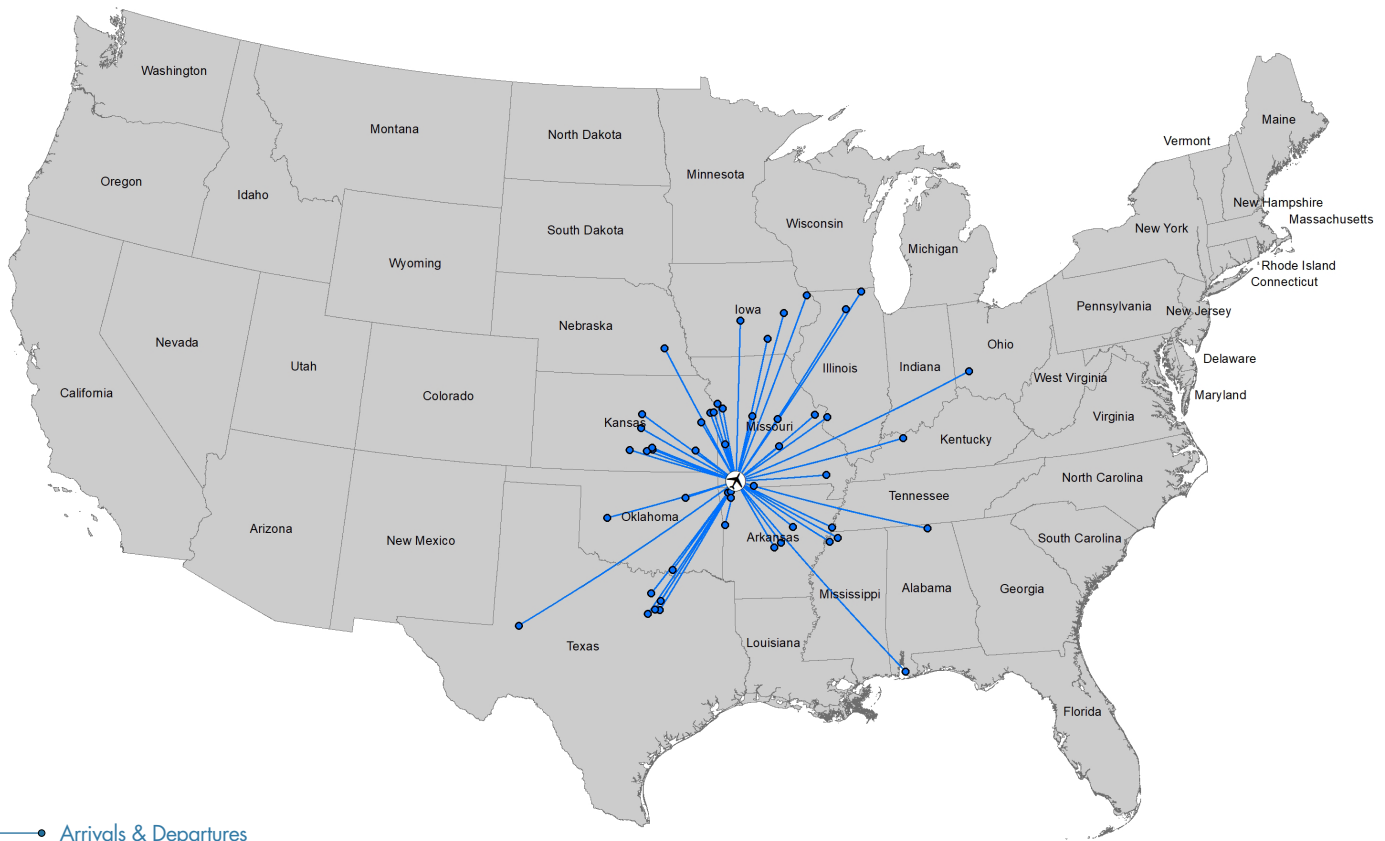 Washington
Maine
Montana
North Dakota
Vermont
Minnesota
Oregon
Idaho
New Hampshire
Massachusetts
Wisconsin
New York
South Dakota
Michigan
Wyoming
Rhode Island
Connecticut
Pennsylvania
New Jersey
Iowa
Nebraska
Nevada
Ohio
Delaware
Utah
Illinois
Indiana
West Virginia
California
Colorado
Maryland
Virginia
Kansas
Missouri
Kentucky
North Carolina
Tennessee
Oklahoma
Arizona
New Mexico
Arkansas
South Carolina
Mississippi
Alabama
Georgia
Texas
Louisiana
Florida
Arrivals & Departures